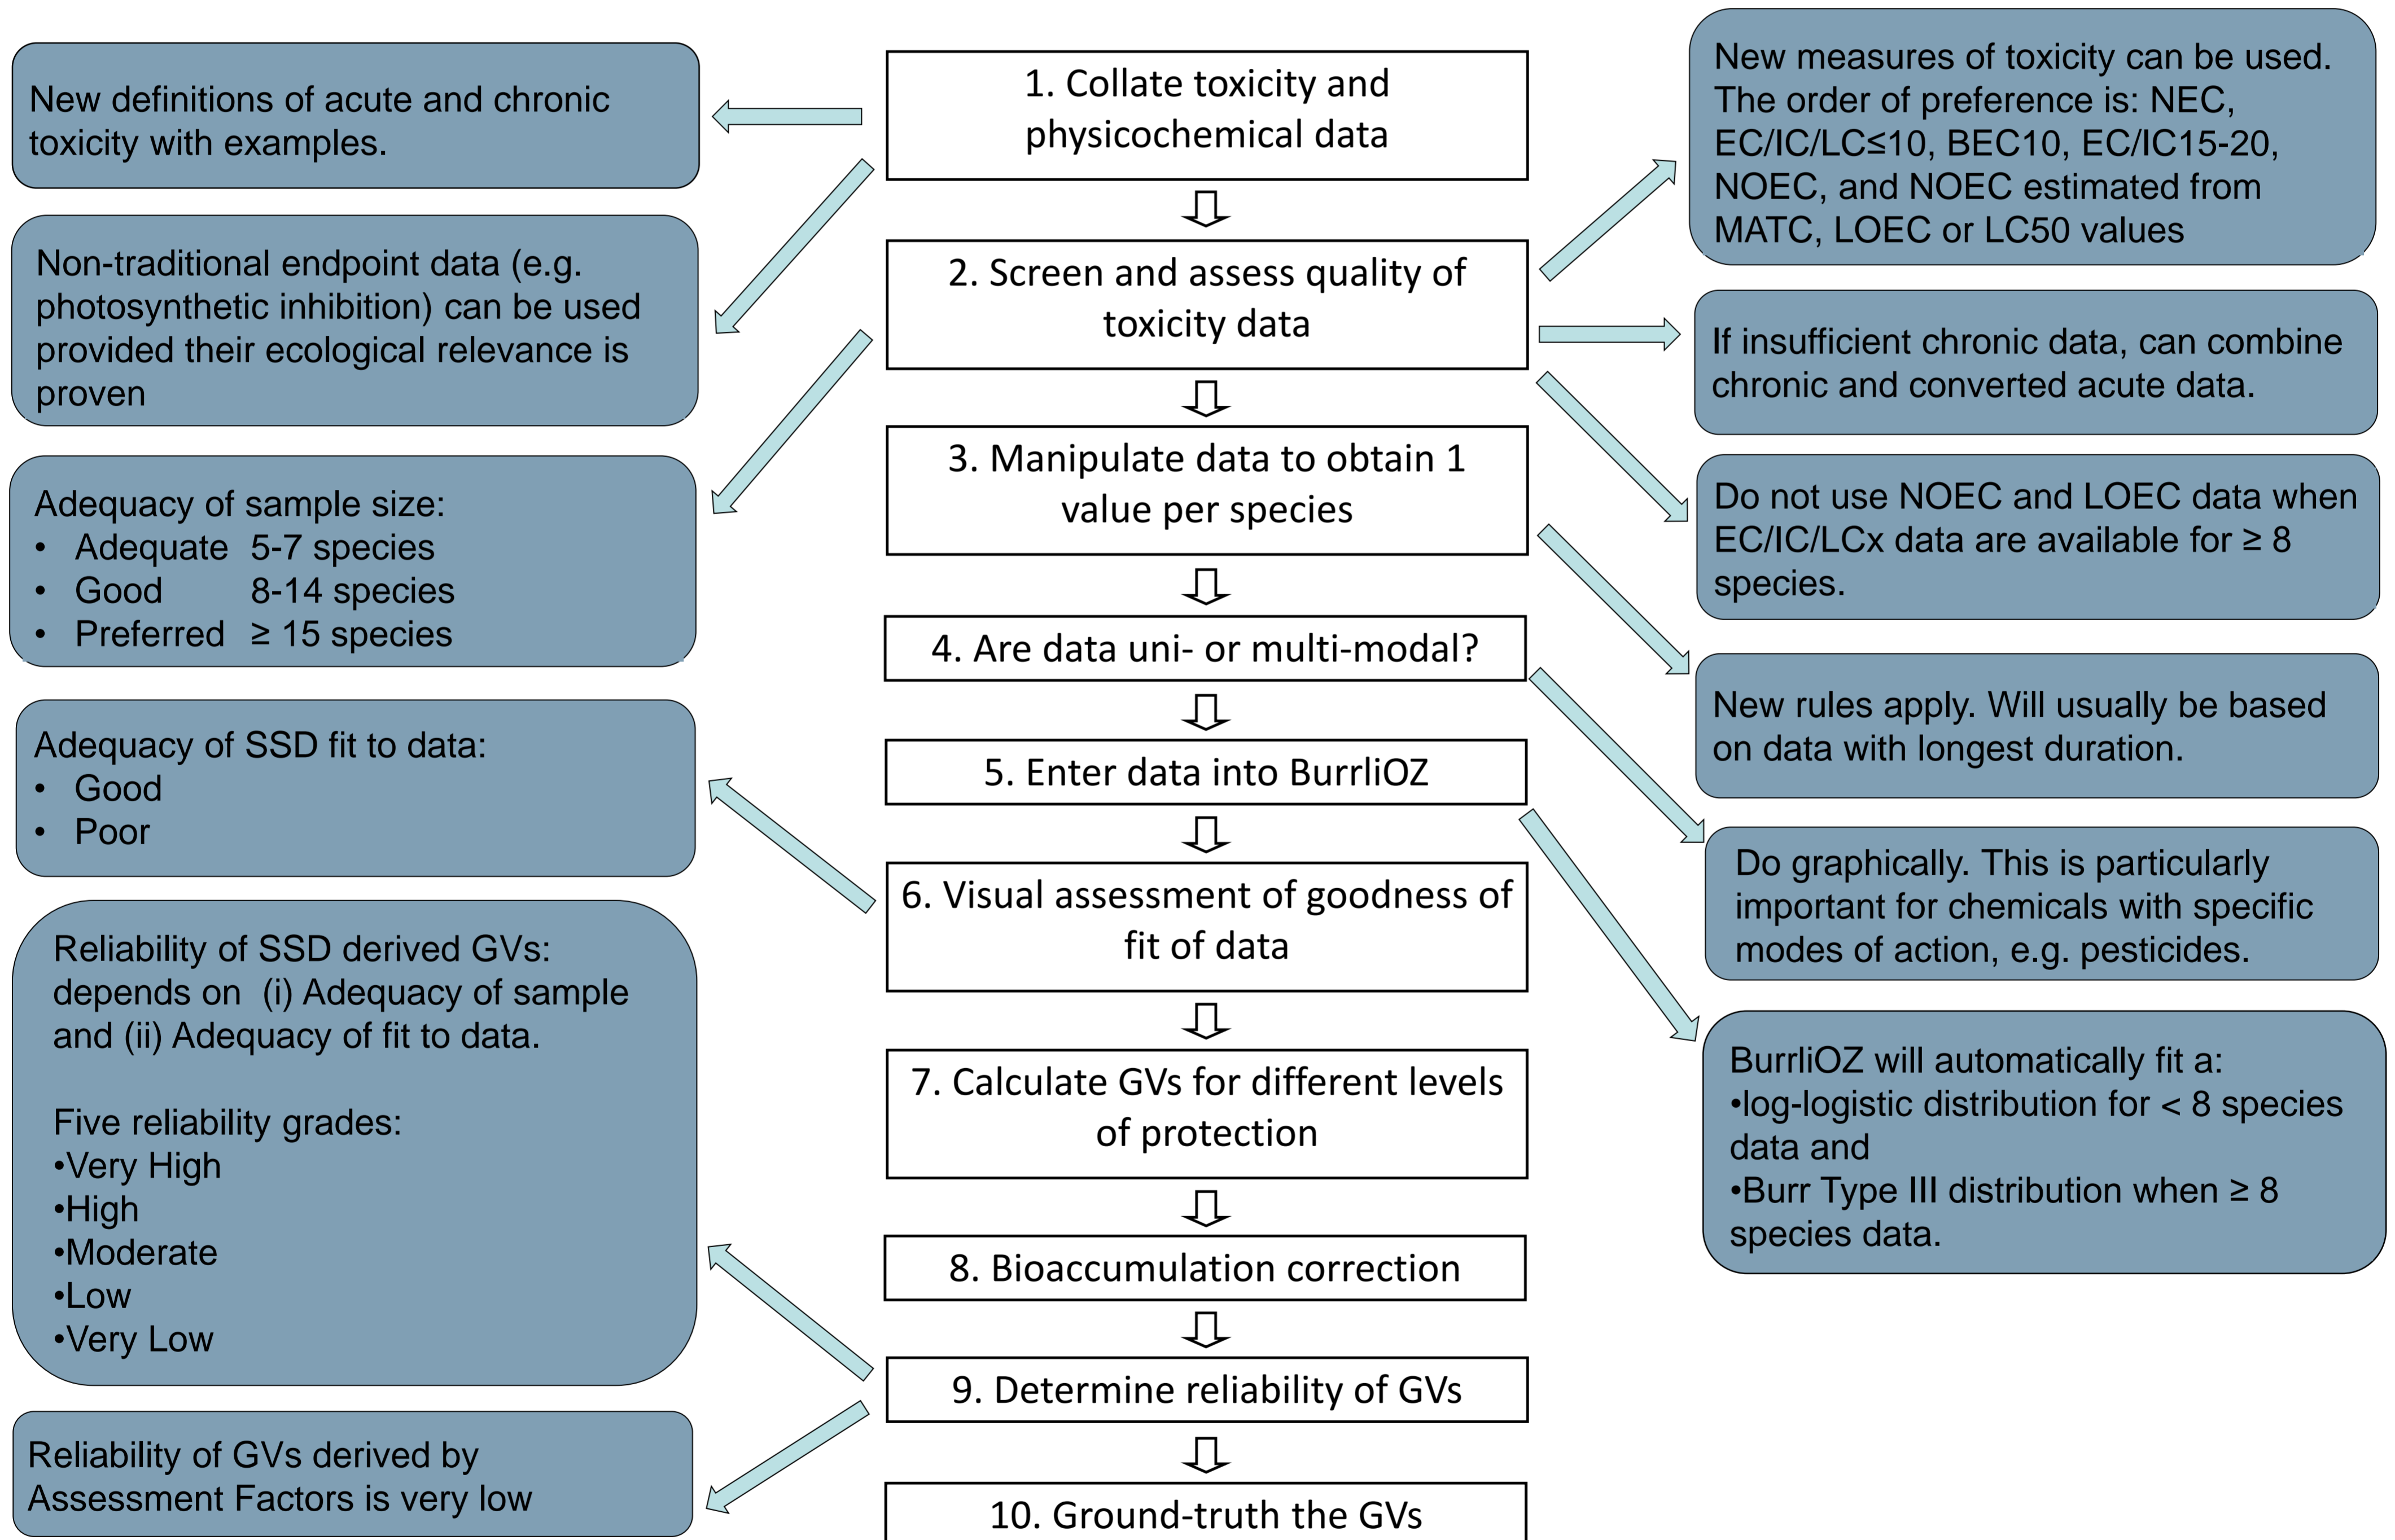 New definitions of acute and chronic
toxicity with examples.
Non-traditional endpoint data (e.g.
photosynthetic inhibition) can be used
provided their ecological relevance is
proven
Adequacy of sample size:
• Adequate 5-7 species
• Good 8-14 species
• Preferred ≥ 15 species
Adequacy of SSD fit to data:
• Good
• Poor
Reliability of SSD derived GVs:
depends on (i) Adequacy of sample
and (ii) Adequacy of fit to data.
Five reliability grades:
•Very High
•High
•Moderate
•Low
•Very Low
Reliability of GVs derived by
Assessment Factors is very low
1. Collate toxicity and
physicochemical data
2. Screen and assess quality of
toxicity data
3. Manipulate data to obtain 1
value per species
4. Are data uni- or multi-modal?
5. Enter data into BurrliOZ
6. Visual assessment of goodness of
fit of data
7. Calculate GVs for different levels
of protection
8. Bioaccumulation correction
9. Determine reliability of GVs
10. Ground-truth the GVs
New measures of toxicity can be used.
The order of preference is: NEC,
EC/IC/LC≤10, BEC10, EC/IC15-20,
NOEC, and NOEC estimated from
MATC, LOEC or LC50 values
If insufficient chronic data, can combine
chronic and converted acute data.
Do not use NOEC and LOEC data when
EC/IC/LCx data are available for ≥ 8
species.
New rules apply. Will usually be based
on data with longest duration.
Do graphically. This is particularly
important for chemicals with specific
modes of action, e.g. pesticides.
BurrliOZ will automatically fit a:
•log-logistic distribution for < 8 species
data and
•Burr Type III distribution when ≥ 8
species data.